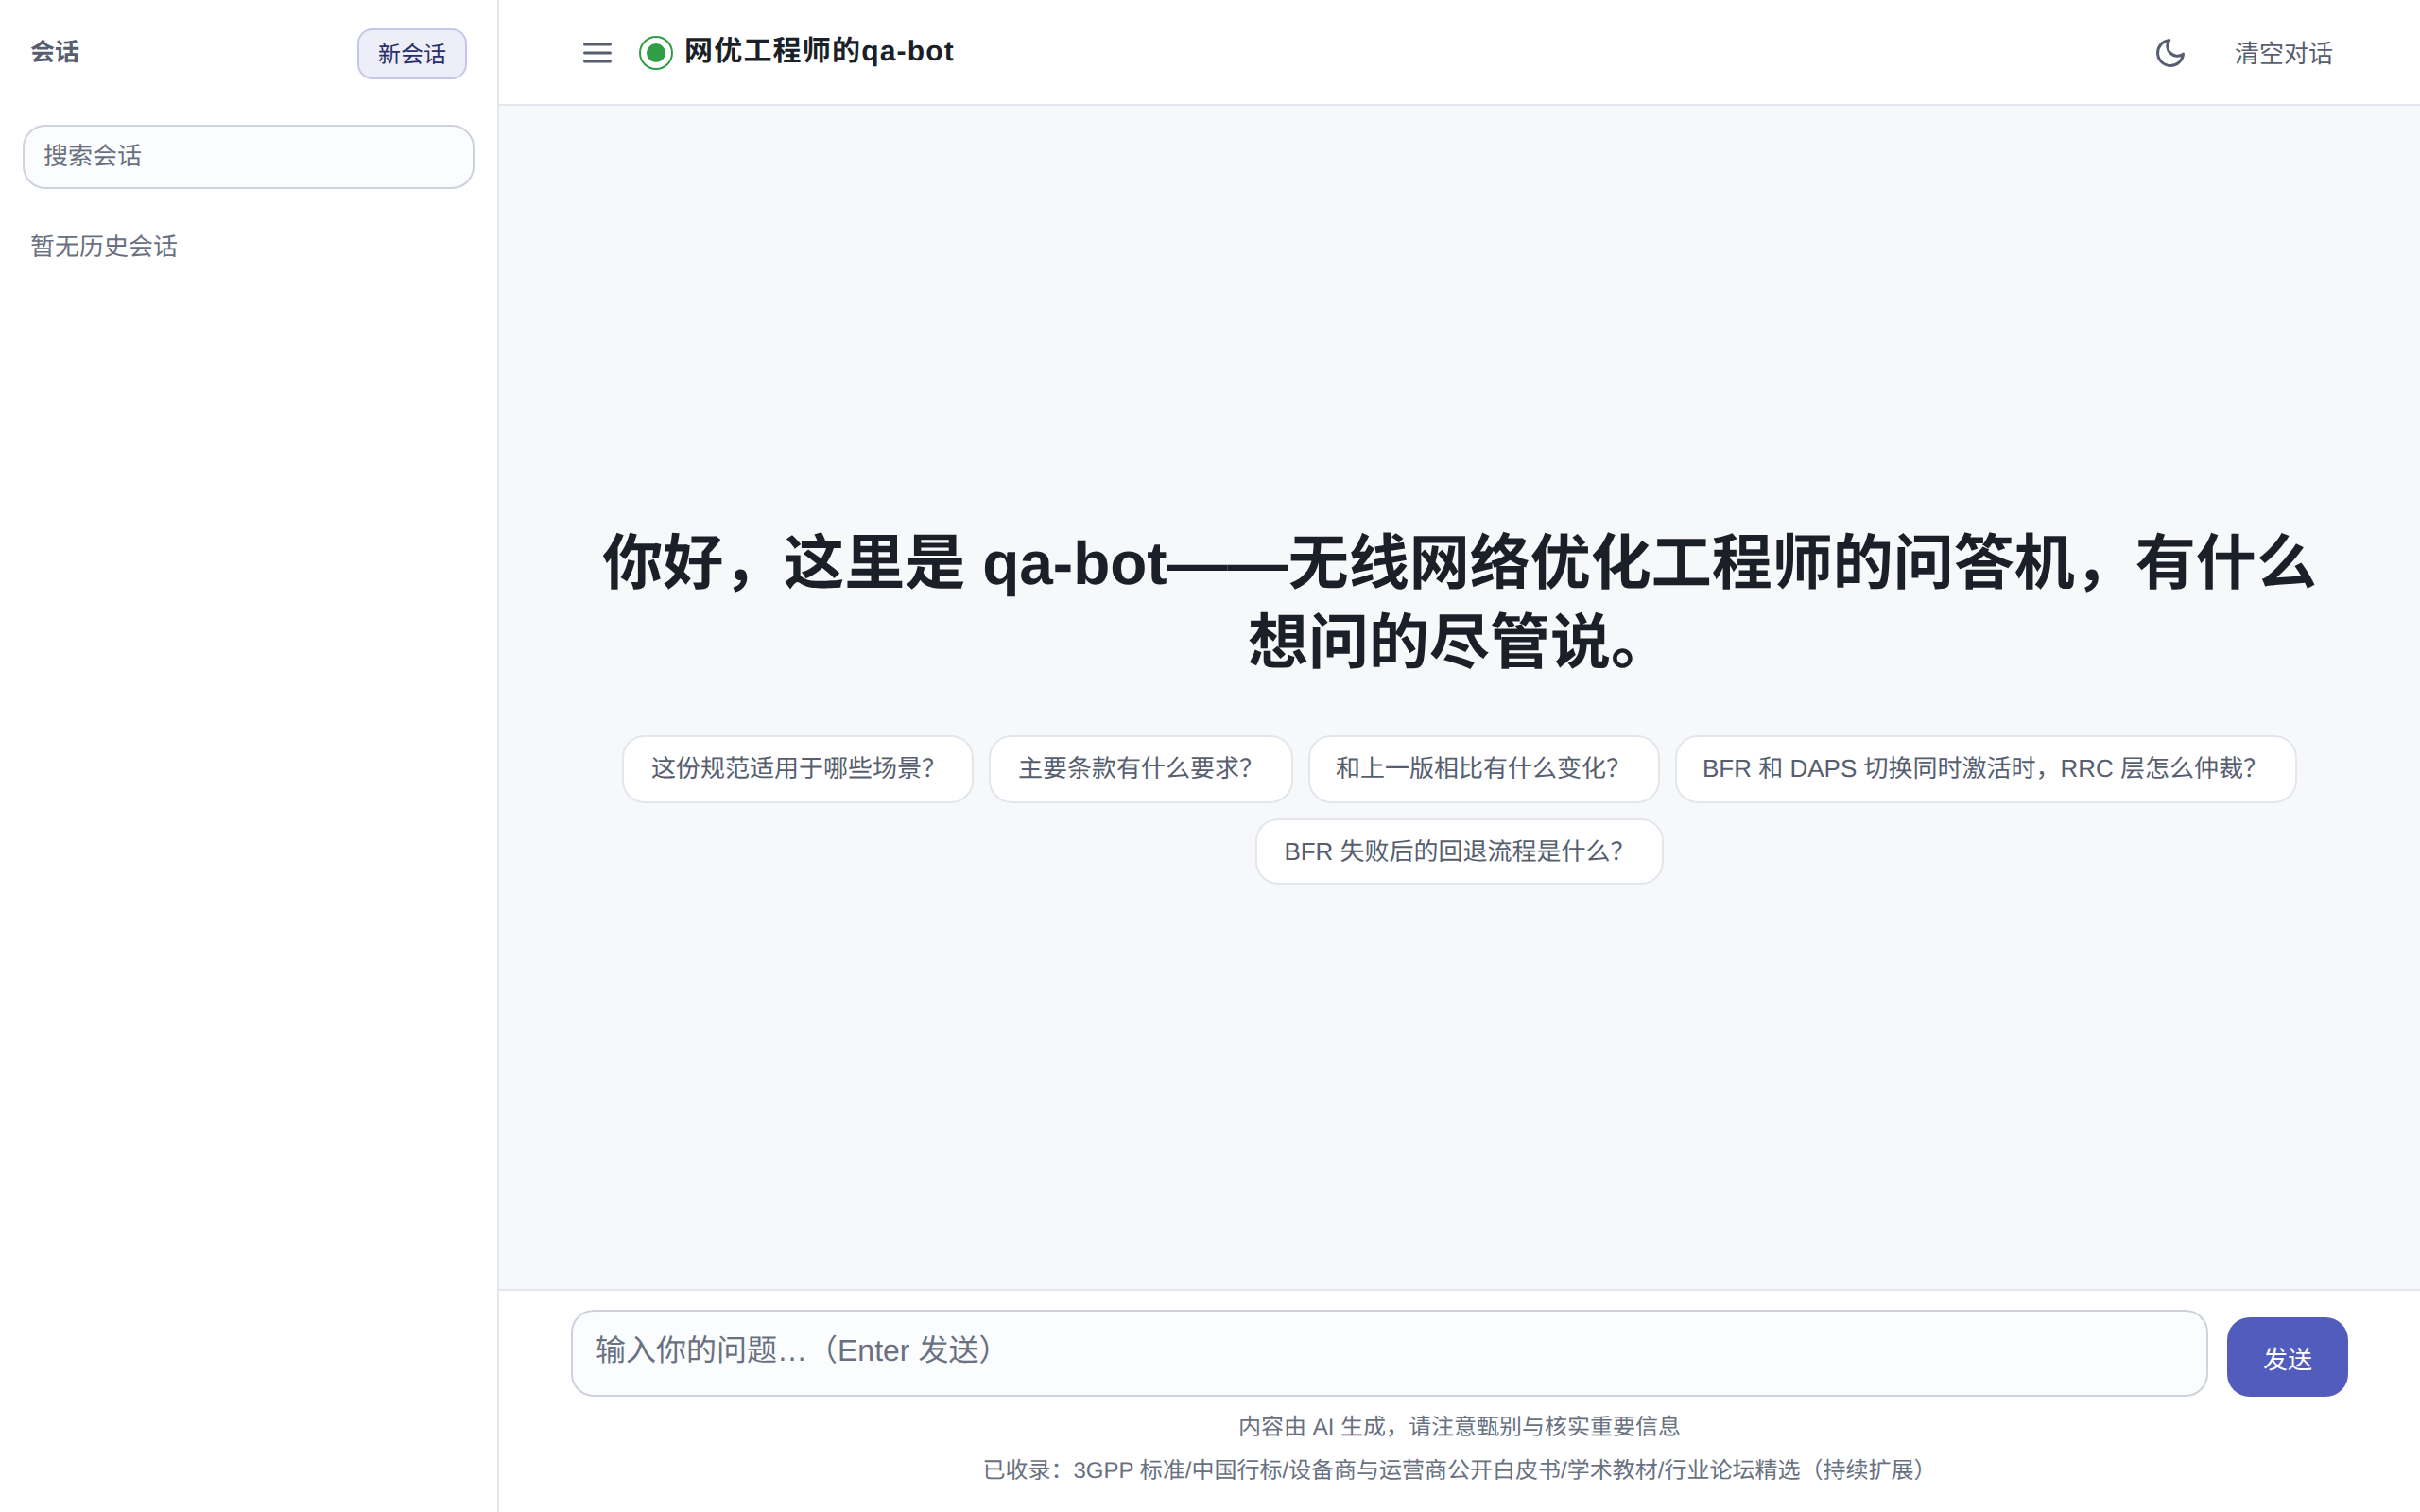 会话
新会话
搜索会话
暂无历史会话
网优工程师的qa-bot
清空对话
你好，这里是 qa-bot——无线网络优化工程师的问答机，有什么
想问的尽管说。
这份规范适用于哪些场景？
主要条款有什么要求？
和上一版相比有什么变化？
BFR 和 DAPS 切换同时激活时，RRC 层怎么仲裁？
BFR 失败后的回退流程是什么？
输入你的问题…（Enter 发送）
发送
内容由 AI 生成，请注意甄别与核实重要信息
已收录：3GPP 标准/中国行标/设备商与运营商公开白皮书/学术教材/行业论坛精选（持续扩展）